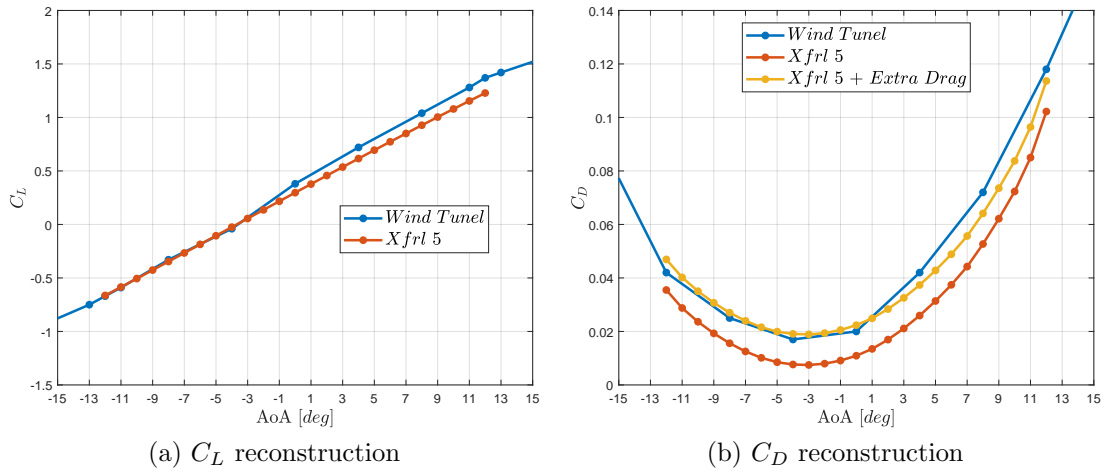 2
1.5
1
0.5
0
-0.5
-1
-1.5
C_L
-15 -13 -11 -9 -7 -5 -3 -1 1 3 5 7 9 11 13 15
AoA [deg]
Wind Tunel
Xfrl 5
(a) C_L reconstruction
0.14
0.12
0.1
0.08
0.06
0.04
0.02
0
C_D
-15 -13 -11 -9 -7 -5 -3 -1 1 3 5 7 9 11 13 15
AoA [deg]
Wind Tunel
Xfrl 5
Xfrl 5 + Extra Drag
(b) C_D reconstruction